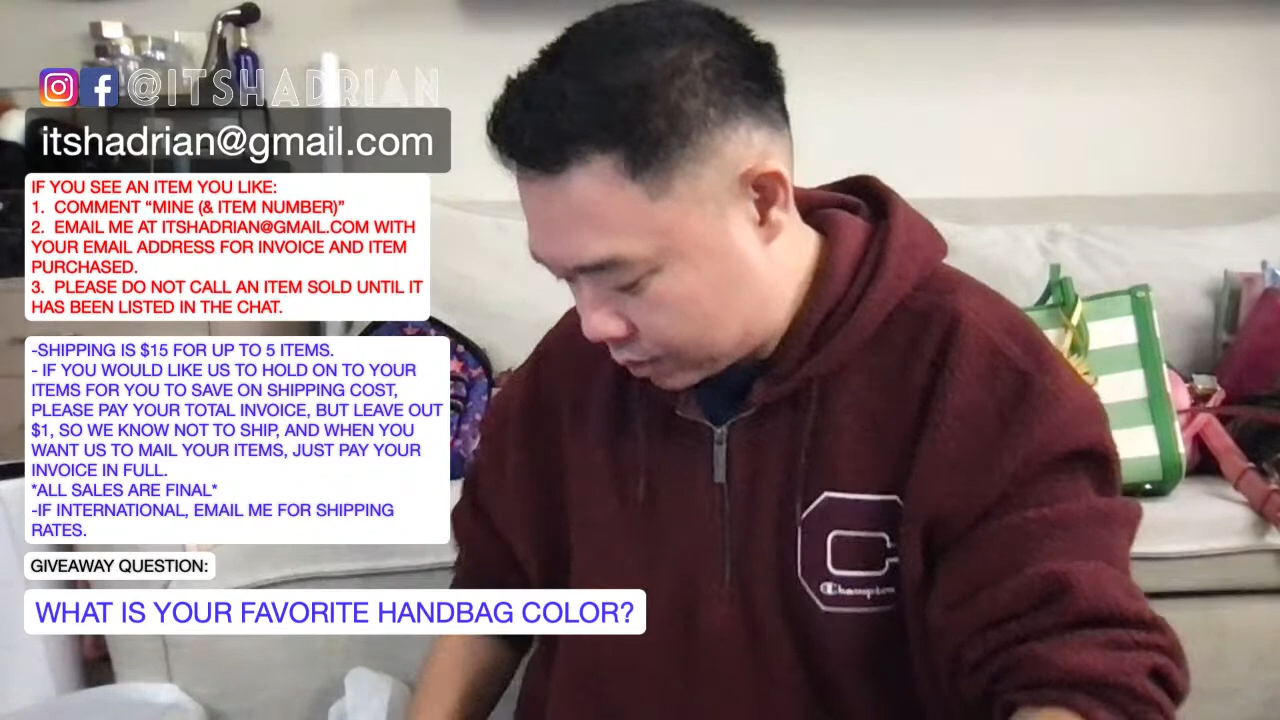 @ITSHADRIAN
itshadrian@gmail.com
IF YOU SEE AN ITEM YOU LIKE:
1. COMMENT “MINE (& ITEM NUMBER)”
2. EMAIL ME AT ITSHADRIAN@GMAIL.COM WITH
YOUR EMAIL ADDRESS FOR INVOICE AND ITEM
PURCHASED.
3. PLEASE DO NOT CALL AN ITEM SOLD UNTIL IT
HAS BEEN LISTED IN THE CHAT.
-SHIPPING IS $15 FOR UP TO 5 ITEMS.
- IF YOU WOULD LIKE US TO HOLD ON TO YOUR
ITEMS FOR YOU TO SAVE ON SHIPPING COST,
PLEASE PAY YOUR TOTAL INVOICE, BUT LEAVE OUT
$1, SO WE KNOW NOT TO SHIP, AND WHEN YOU
WANT US TO MAIL YOUR ITEMS, JUST PAY YOUR
INVOICE IN FULL.
*ALL SALES ARE FINAL*
-IF INTERNATIONAL, EMAIL ME FOR SHIPPING
RATES.
GIVEAWAY QUESTION:
WHAT IS YOUR FAVORITE HANDBAG COLOR?
C
Champion